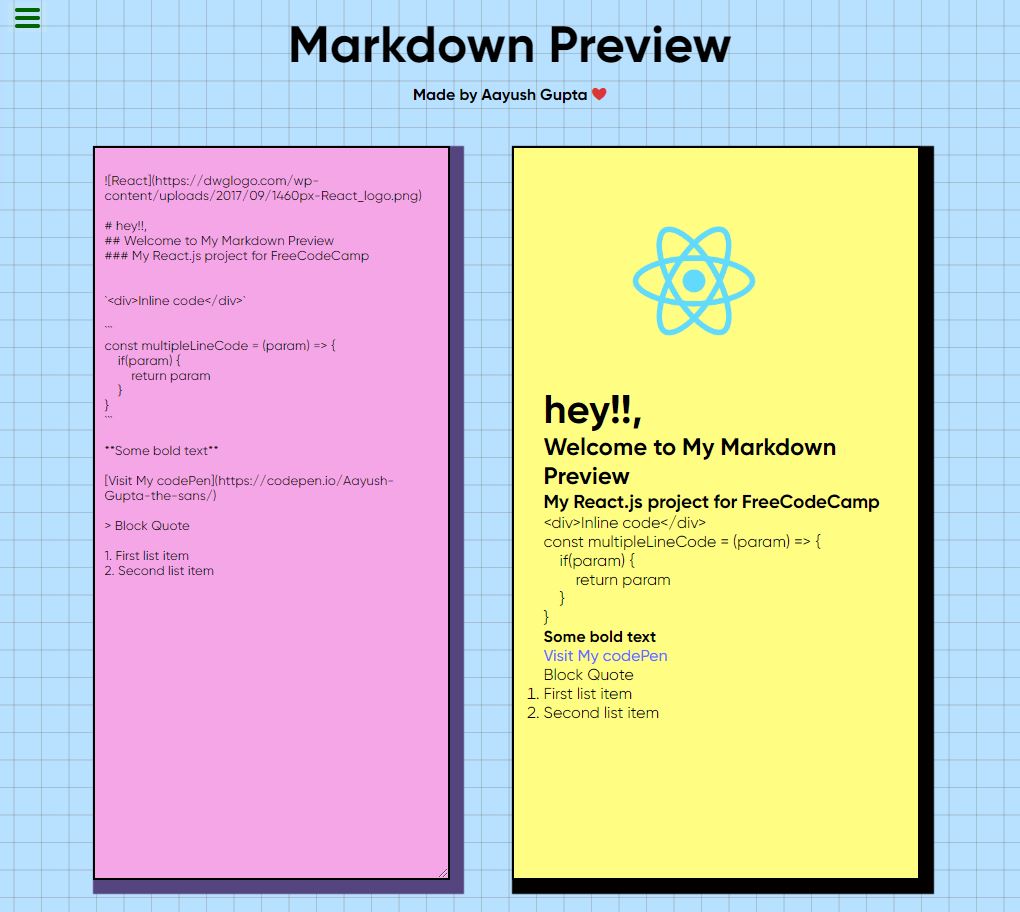 Markdown Preview
Made by Aayush Gupta ❤
![React](https://dwglogo.com/wp-
content/uploads/2017/09/1460px-React_logo.png)
# hey!!,
## Welcome to My Markdown Preview
### My React.js project for FreeCodeCamp
`<div>Inline code</div>`
```
const multipleLineCode = (param) => {
    if(param) {
        return param
    }
}
```
**Some bold text**
[Visit My codePen](https://codepen.io/Aayush-
Gupta-the-sans/)
> Block Quote
1. First list item
2. Second list item
hey!!,
Welcome to My Markdown
Preview
My React.js project for FreeCodeCamp
<div>Inline code</div>
const multipleLineCode = (param) => {
    if(param) {
        return param
    }
}
Some bold text
Visit My codePen
Block Quote
1. First list item
2. Second list item